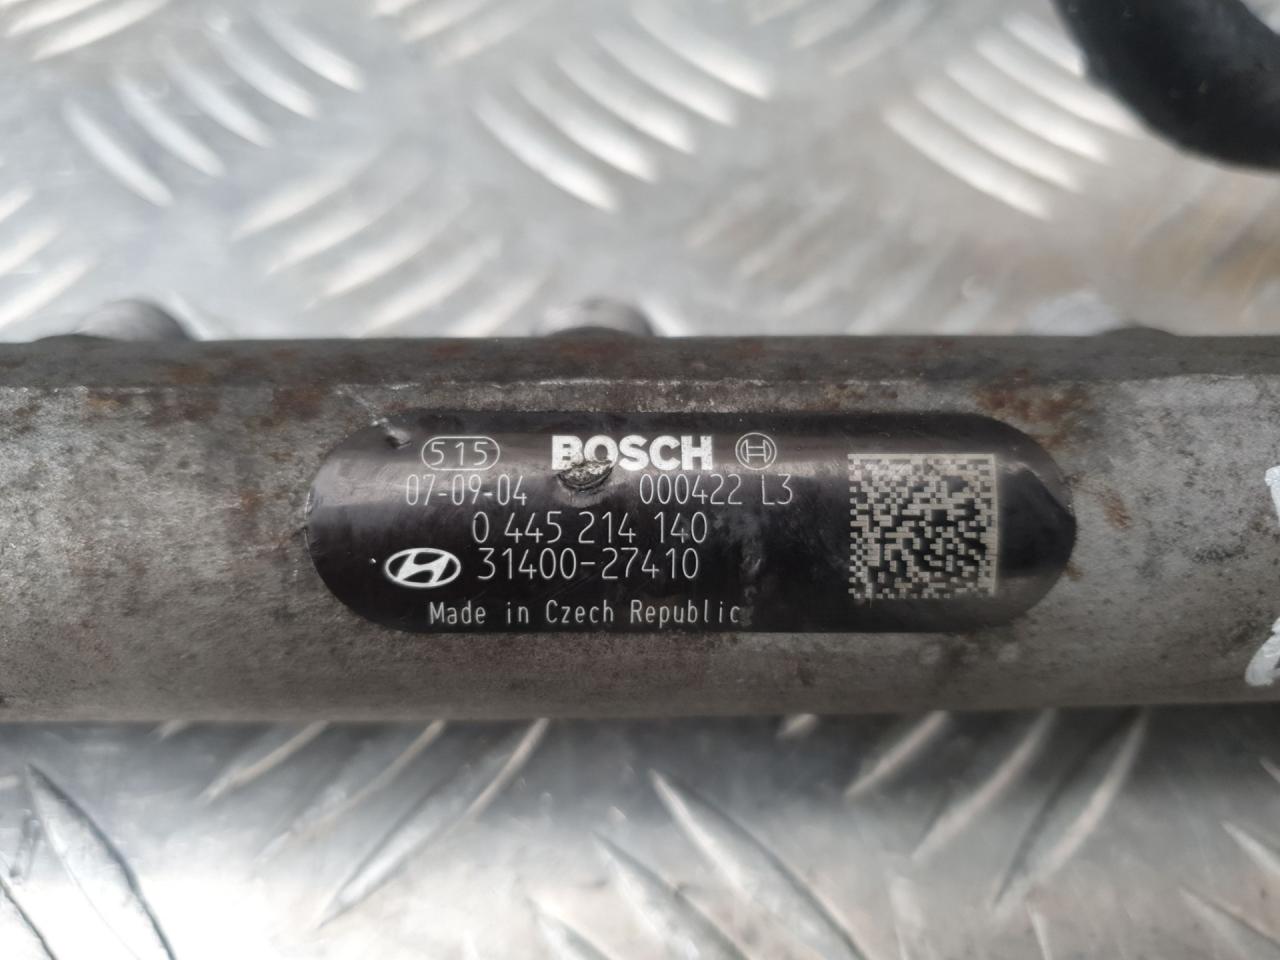 515 BOSCH
07-09-04 000422 L3
0 445 214 140
31400-27410
Made in Czech Republic